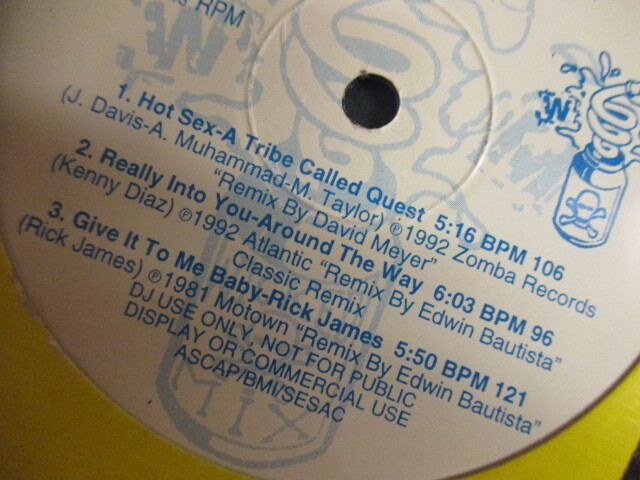 RPM
1. Hot Sex-A Tribe Called Quest 5:16 BPM 106
(J. Davis-A. Muhammad-M. Taylor) ℗1992 Zomba Records
"Remix By David Meyer"
2. Really Into You-Around The Way 6:03 BPM 96
(Kenny Diaz) ℗1992 Atlantic "Remix By Edwin Bautista"
Classic Remix
3. Give It To Me Baby-Rick James 5:50 BPM 121
(Rick James) ℗1981 Motown "Remix By Edwin Bautista"
DJ USE ONLY. NOT FOR PUBLIC
DISPLAY OR COMMERCIAL USE
ASCAP/BMI/SESAC
MIX